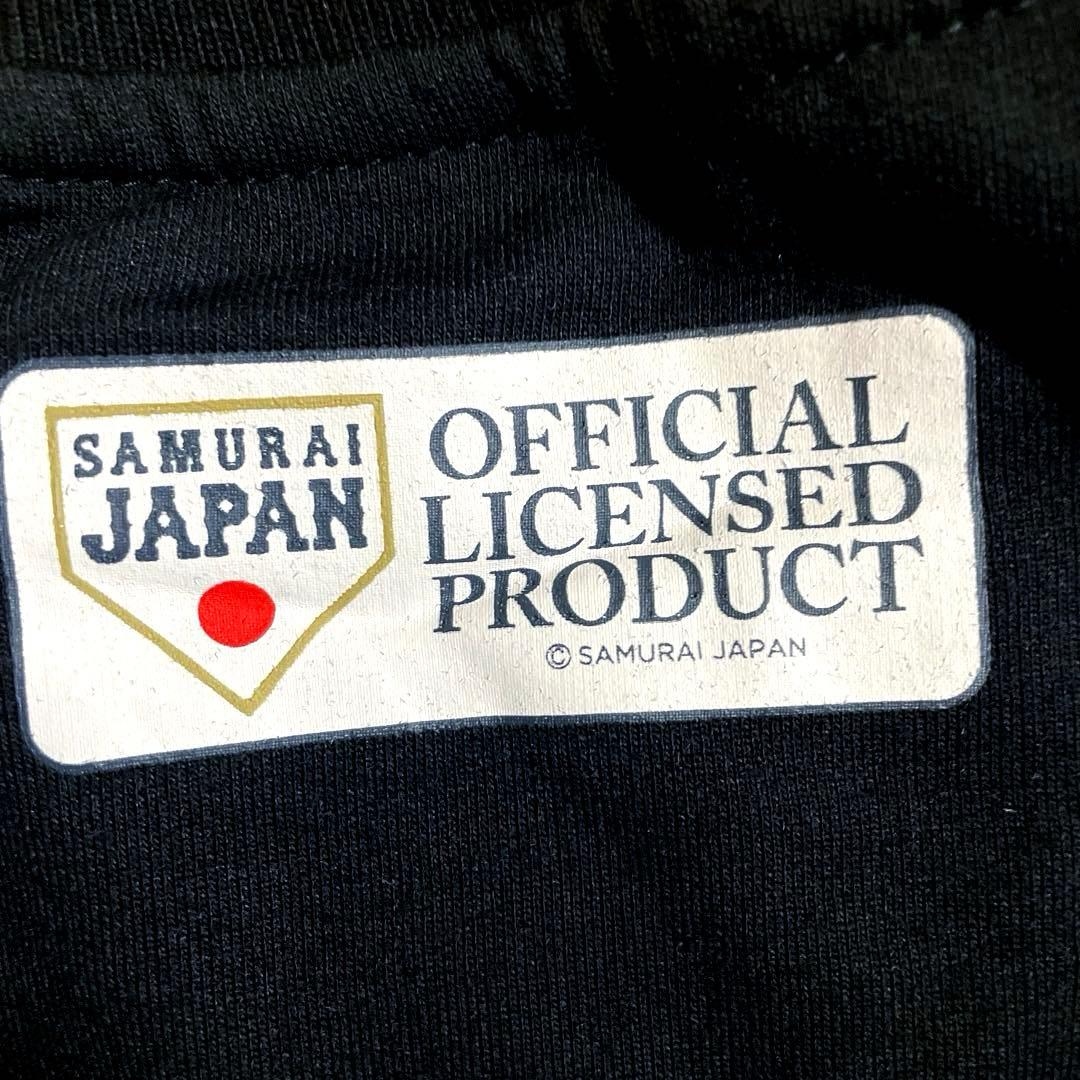 SAMURAI
JAPAN
OFFICIAL
LICENSED
PRODUCT
© SAMURAI JAPAN